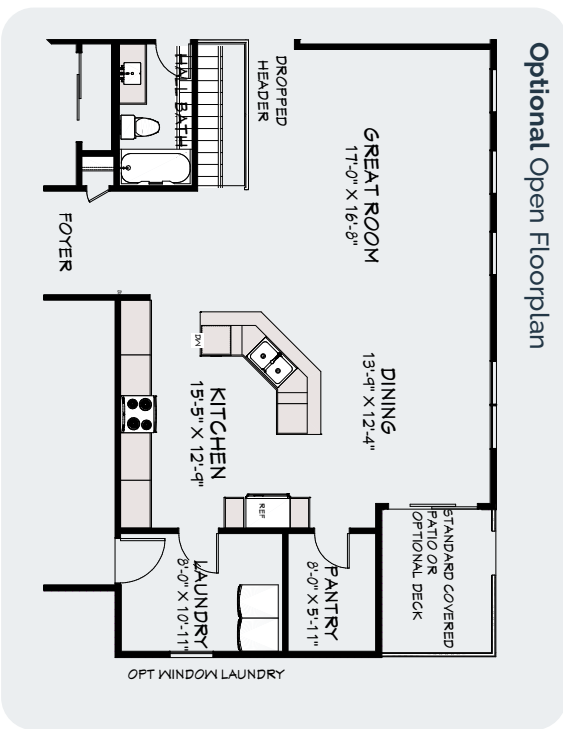 Optional Open Floorplan
DROPPED
HEADER
HALL BATH
GREAT ROOM
17'-0" X 16'-8"
FOYER
DW
DINING
13'-9" X 12'-4"
KITCHEN
15'-5" X 12'-9"
REF
STANDARD COVERED
PATIO OR
OPTIONAL DECK
LAUNDRY
8'-0" X 10'-11"
PANTRY
8'-0" X 5'-11"
OPT WINDOW LAUNDRY